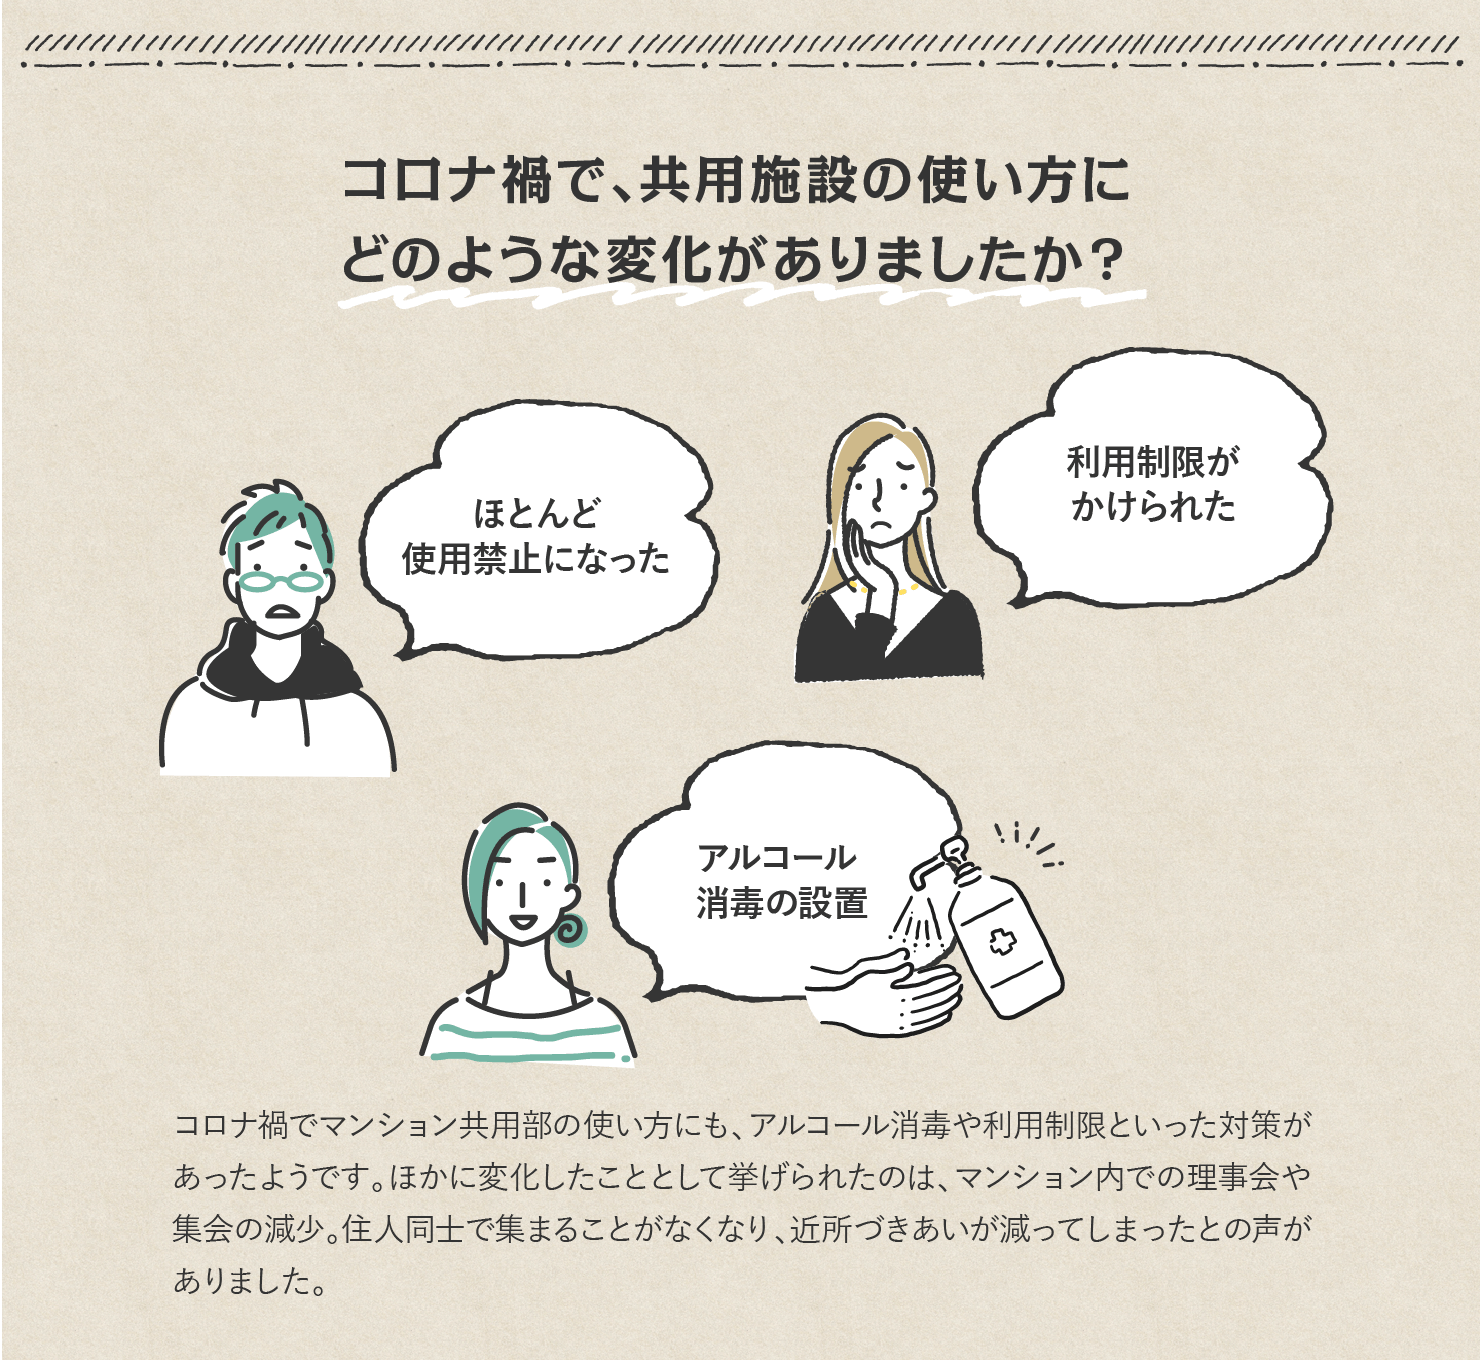 コロナ禍で、共用施設の使い方に
どのような変化がありましたか？
ほとんど
使用禁止になった
利用制限が
かけられた
アルコール
消毒の設置
コロナ禍でマンション共用部の使い方にも、アルコール消毒や利用制限といった対策が
あったようです。ほかに変化したこととして挙げられたのは、マンション内での理事会や
集会の減少。住人同士で集まることがなくなり、近所づきあいが減ってしまったとの声が
ありました。